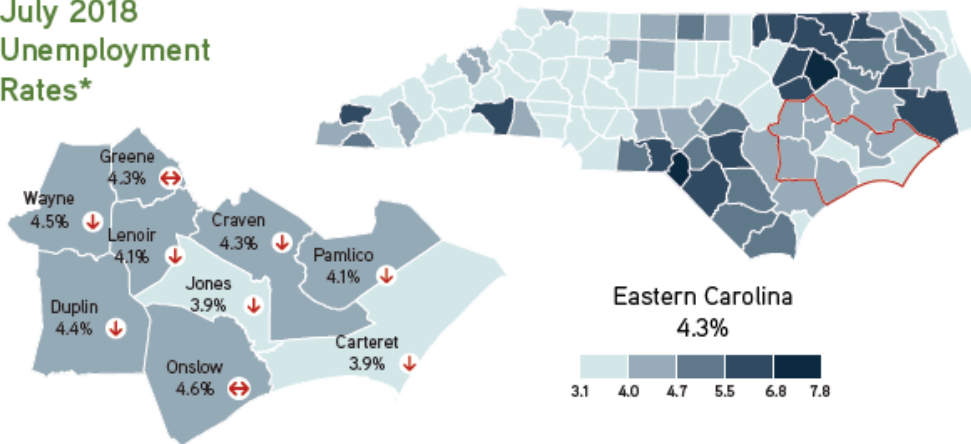 July 2018
Unemployment
Rates*
Greene
4.3%
Wayne
4.5%
Lenoir
4.1%
Craven
4.3%
Pamlico
4.1%
Jones
3.9%
Duplin
4.4%
Carteret
3.9%
Onslow
4.6%
Eastern Carolina
4.3%
3.1 4.0 4.7 5.5 6.8 7.8